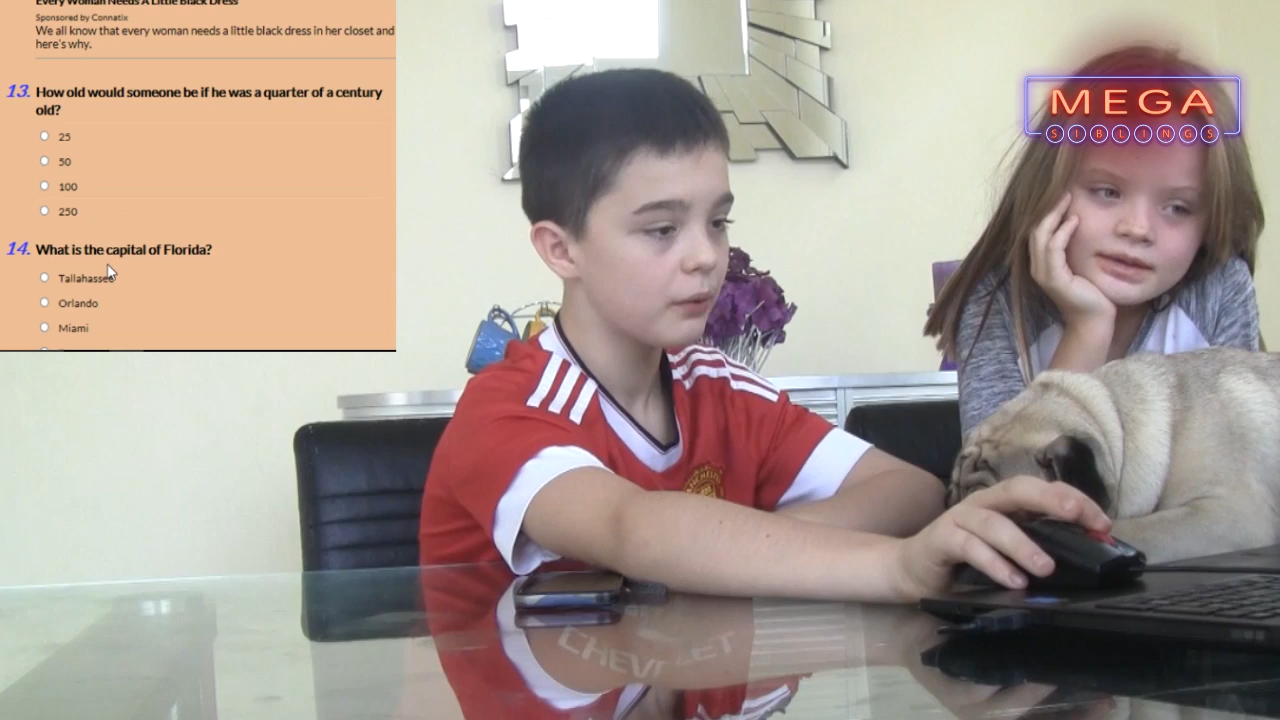 Every Woman Needs A Little Black Dress
Sponsored by Connatix
We all know that every woman needs a little black dress in her closet and
here's why.
13. How old would someone be if he was a quarter of a century
old?
25
50
100
250
14. What is the capital of Florida?
Tallahassee
Orlando
Miami
MEGA
SIBLINGS
CHEVROLET